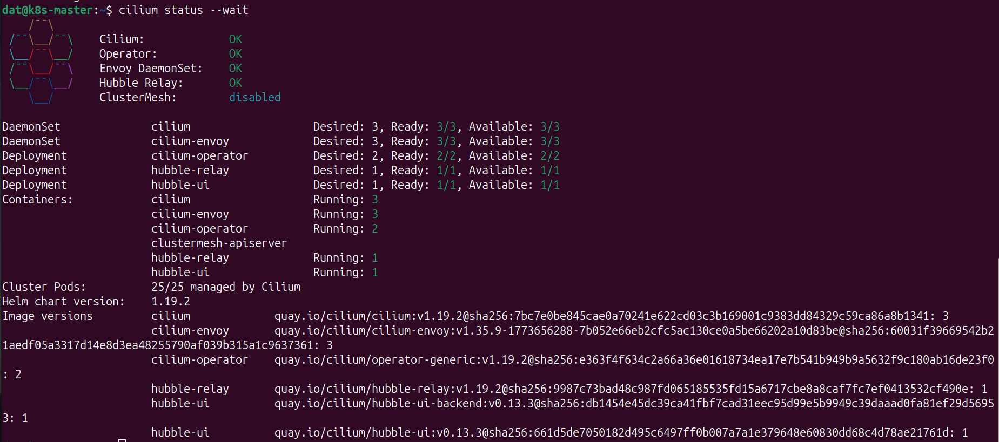 dat@k8s-master:~$ cilium status --wait
    /¯¯\
 /¯¯\__/¯¯\    Cilium:             OK
 \__/¯¯\__/    Operator:           OK
 /¯¯\__/¯¯\    Envoy DaemonSet:    OK
 \__/¯¯\__/    Hubble Relay:       OK
    \__/       ClusterMesh:        disabled

DaemonSet              cilium                   Desired: 3, Ready: 3/3, Available: 3/3
DaemonSet              cilium-envoy             Desired: 3, Ready: 3/3, Available: 3/3
Deployment             cilium-operator          Desired: 2, Ready: 2/2, Available: 2/2
Deployment             hubble-relay             Desired: 1, Ready: 1/1, Available: 1/1
Deployment             hubble-ui                Desired: 1, Ready: 1/1, Available: 1/1
Containers:            cilium                   Running: 3
                       cilium-envoy             Running: 3
                       cilium-operator          Running: 2
                       clustermesh-apiserver
                       hubble-relay             Running: 1
                       hubble-ui                Running: 1
Cluster Pods:          25/25 managed by Cilium
Helm chart version:    1.19.2
Image versions         cilium             quay.io/cilium/cilium:v1.19.2@sha256:7bc7e0be845cae0a70241e622cd03c3b169001c9383dd84329c59ca86a8b1341: 3
                       cilium-envoy       quay.io/cilium/cilium-envoy:v1.35.9-1773656288-7b052e66eb2cfc5ac130ce0a5be66202a10d83be@sha256:60031f39669542b2
1aedf05a3317d14e8d3ea48255790af039b315a1c9637361: 3
                       cilium-operator    quay.io/cilium/operator-generic:v1.19.2@sha256:e363f4f634c2a66a36e01618734ea17e7b541b949b9a5632f9c180ab16de23f0
: 2
                       hubble-relay       quay.io/cilium/hubble-relay:v1.19.2@sha256:9987c73bad48c987fd065185535fd15a6717cbe8a8caf7fc7ef0413532cf490e: 1
                       hubble-ui          quay.io/cilium/hubble-ui-backend:v0.13.3@sha256:db1454e45dc39ca41fbf7cad31eec95d99e5b9949c39daaad0fa81ef29d5695
3: 1
                       hubble-ui          quay.io/cilium/hubble-ui:v0.13.3@sha256:661d5de7050182d495c6497ff0b007a7a1e379648e60830dd68c4d78ae21761d: 1